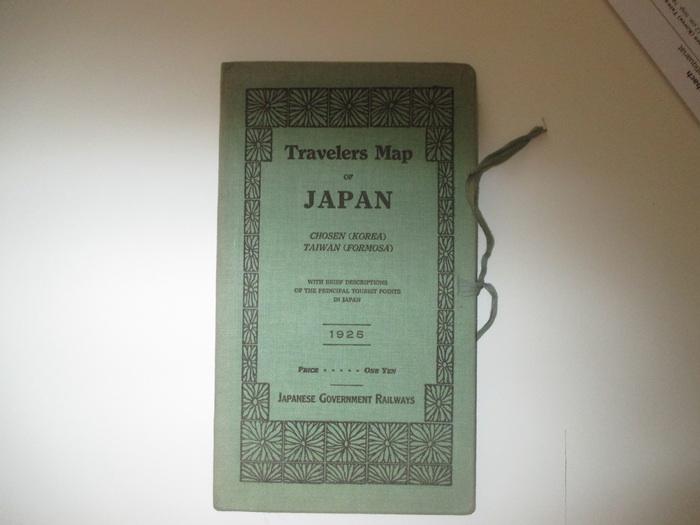 Travelers Map
OF
JAPAN
CHOSEN (KOREA)
TAIWAN (FORMOSA)
WITH BRIEF DESCRIPTIONS
OF THE PRINCIPAL TOURIST POINTS
IN JAPAN
1925
PRICE ..... ONE YEN
JAPANESE GOVERNMENT RAILWAYS